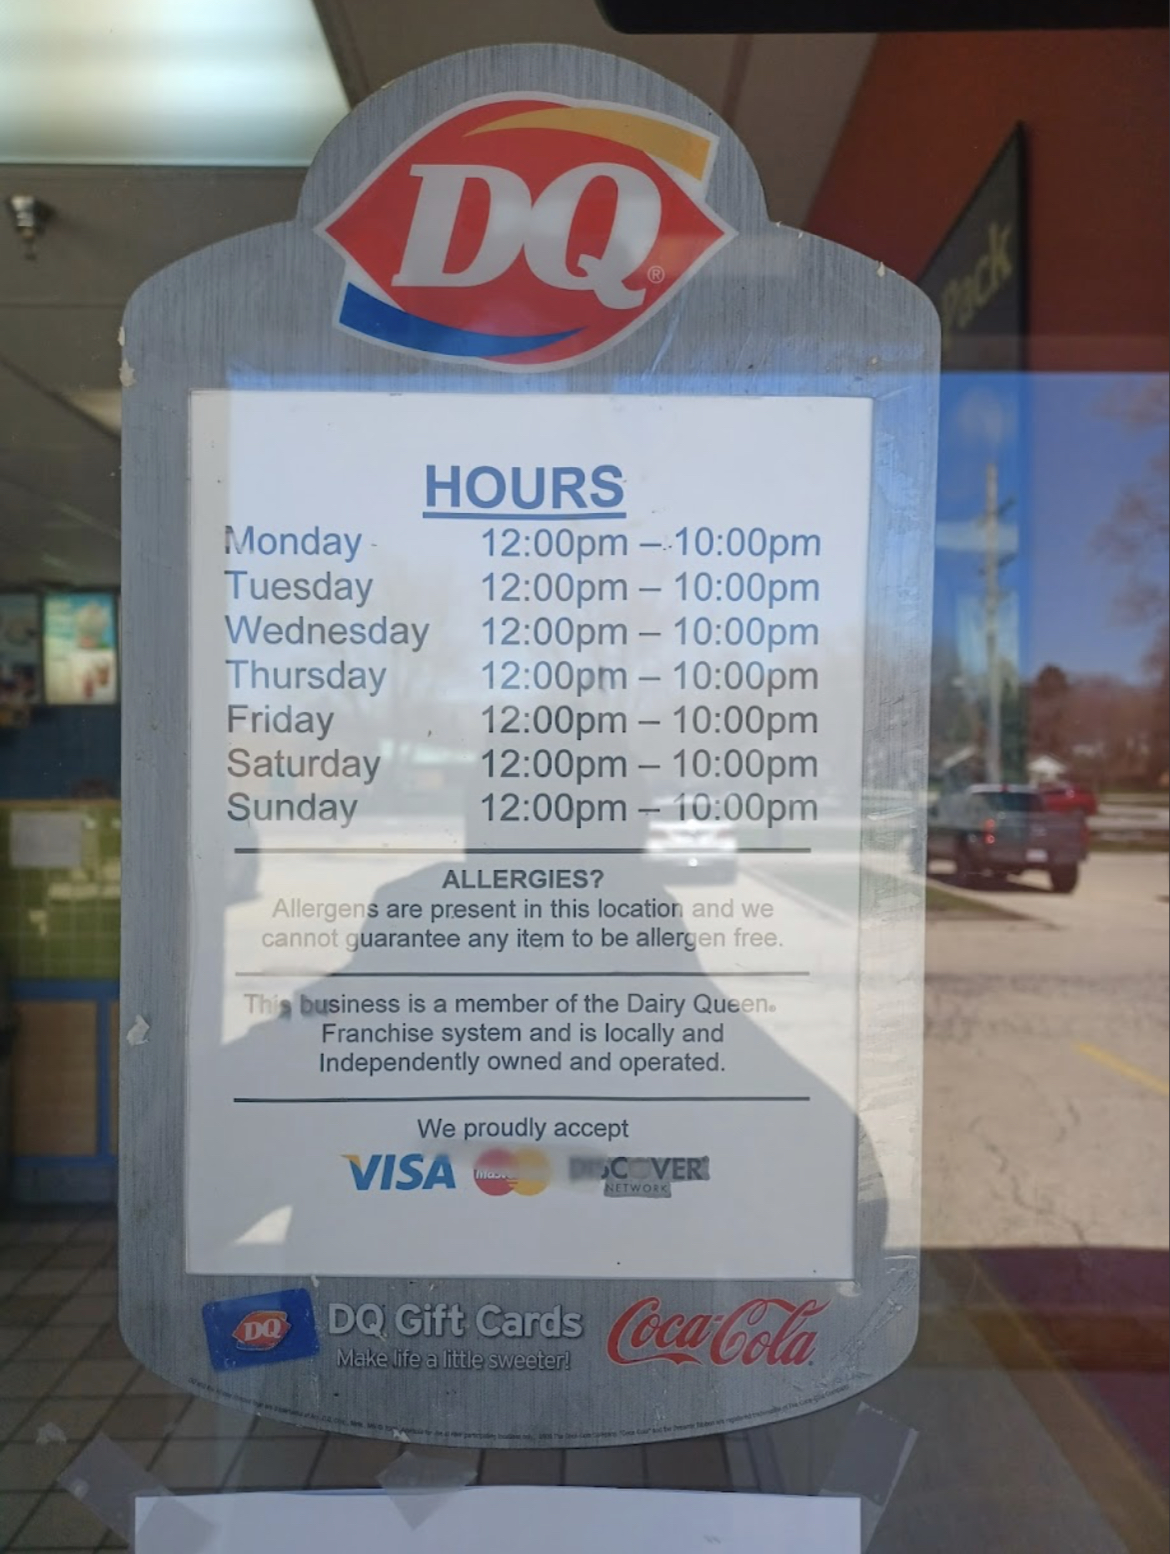 DQ®
Pack
HOURS
Monday 12:00pm – 10:00pm
Tuesday 12:00pm – 10:00pm
Wednesday 12:00pm – 10:00pm
Thursday 12:00pm – 10:00pm
Friday 12:00pm – 10:00pm
Saturday 12:00pm – 10:00pm
Sunday 12:00pm – 10:00pm
ALLERGIES?
Allergens are present in this location and we
cannot guarantee any item to be allergen free.
This business is a member of the Dairy Queen®
Franchise system and is locally and
Independently owned and operated.
We proudly accept
VISA DISCOVER
NETWORK
DQ DQ Gift Cards Coca-Cola
Make life a little sweeter!